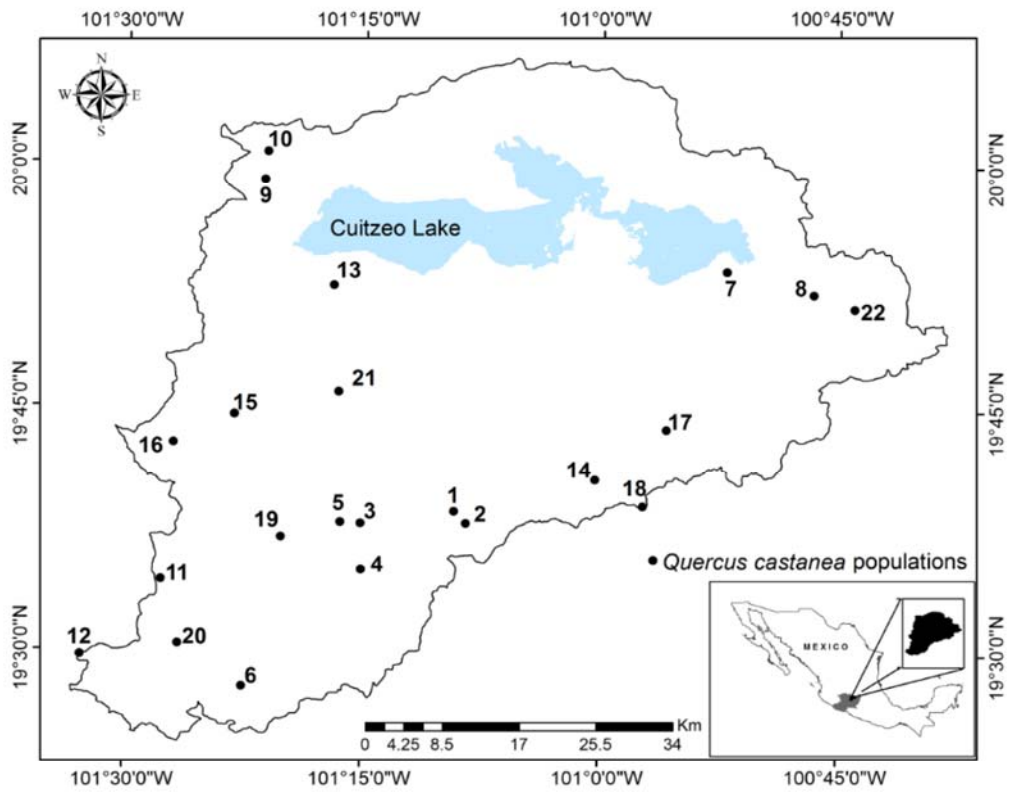 101°30'0"W 101°15'0"W 101°0'0"W 100°45'0"W
N
W E
S
20°0'0"N
20°0'0"N
10
9
Cuitzeo Lake
13
7
8
22
21
15
19°45'0"N
19°45'0"N
16
17
14
18
1
2
5
3
19
4
Quercus castanea populations
11
12
20
6
19°30'0"N
19°30'0"N
MEXICO
Km
0 4.25 8.5 17 25.5 34
101°30'0"W 101°15'0"W 101°0'0"W 100°45'0"W